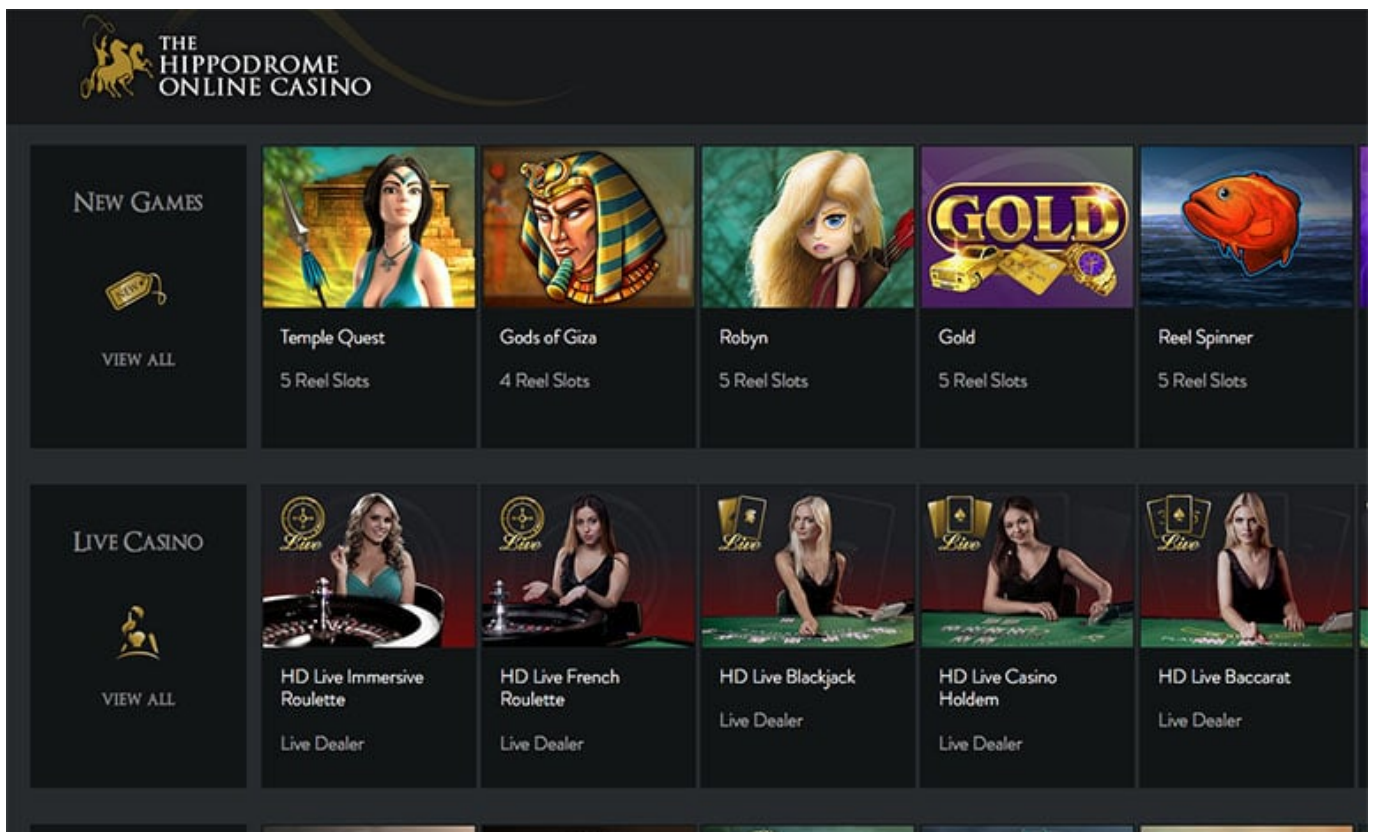 THE
HIPPODROME
ONLINE CASINO
NEW GAMES
NEW
VIEW ALL
GOLD
Temple Quest
5 Reel Slots
Gods of Giza
4 Reel Slots
Robyn
5 Reel Slots
Gold
5 Reel Slots
Reel Spinner
5 Reel Slots
LIVE CASINO
VIEW ALL
Live
HD Live Immersive
Roulette
Live Dealer
Live
HD Live French
Roulette
Live Dealer
Live
HD Live Blackjack
Live Dealer
Live
HD Live Casino
Holdem
Live Dealer
Live
HD Live Baccarat
Live Dealer